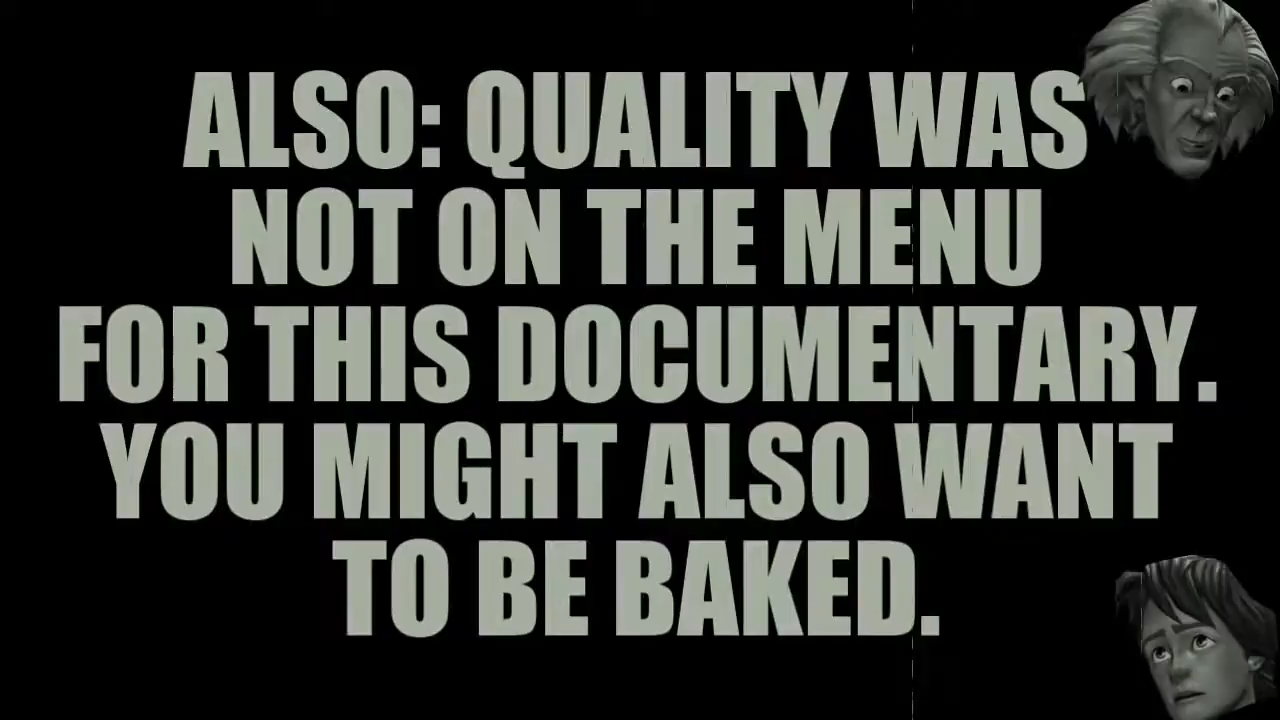 ALSO: QUALITY WAS
NOT ON THE MENU
FOR THIS DOCUMENTARY.
YOU MIGHT ALSO WANT
TO BE BAKED.